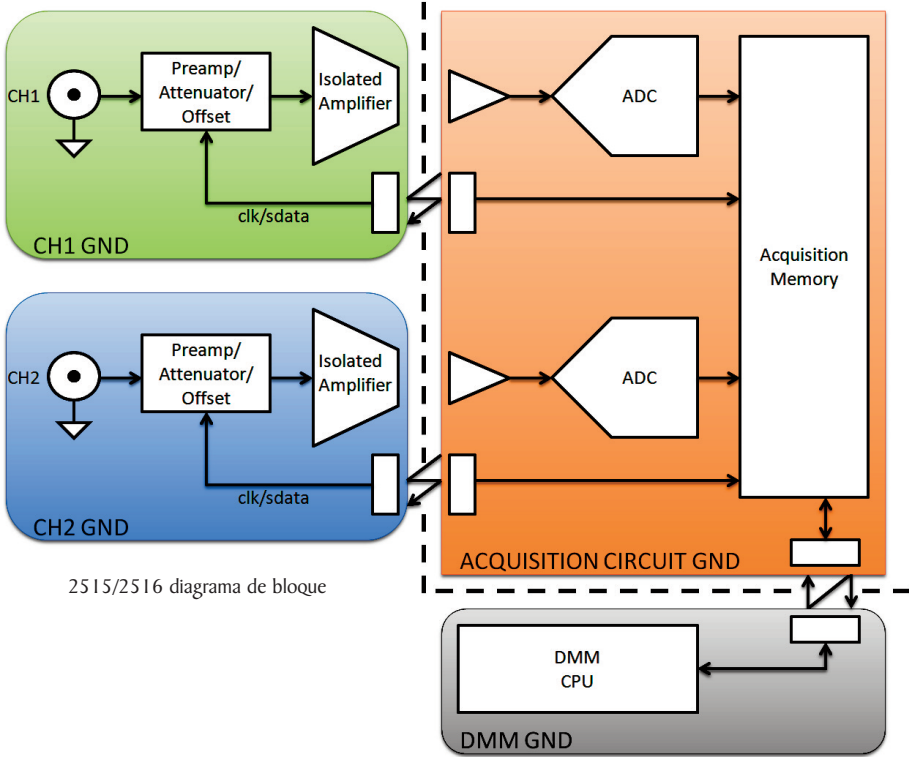 CH1
Preamp/
Attenuator/
Offset
Isolated
Amplifier
clk/sdata
CH1 GND
CH2
Preamp/
Attenuator/
Offset
Isolated
Amplifier
clk/sdata
CH2 GND
ADC
Acquisition
Memory
ADC
ACQUISITION CIRCUIT GND
2515/2516 diagrama de bloque
DMM
CPU
DMM GND